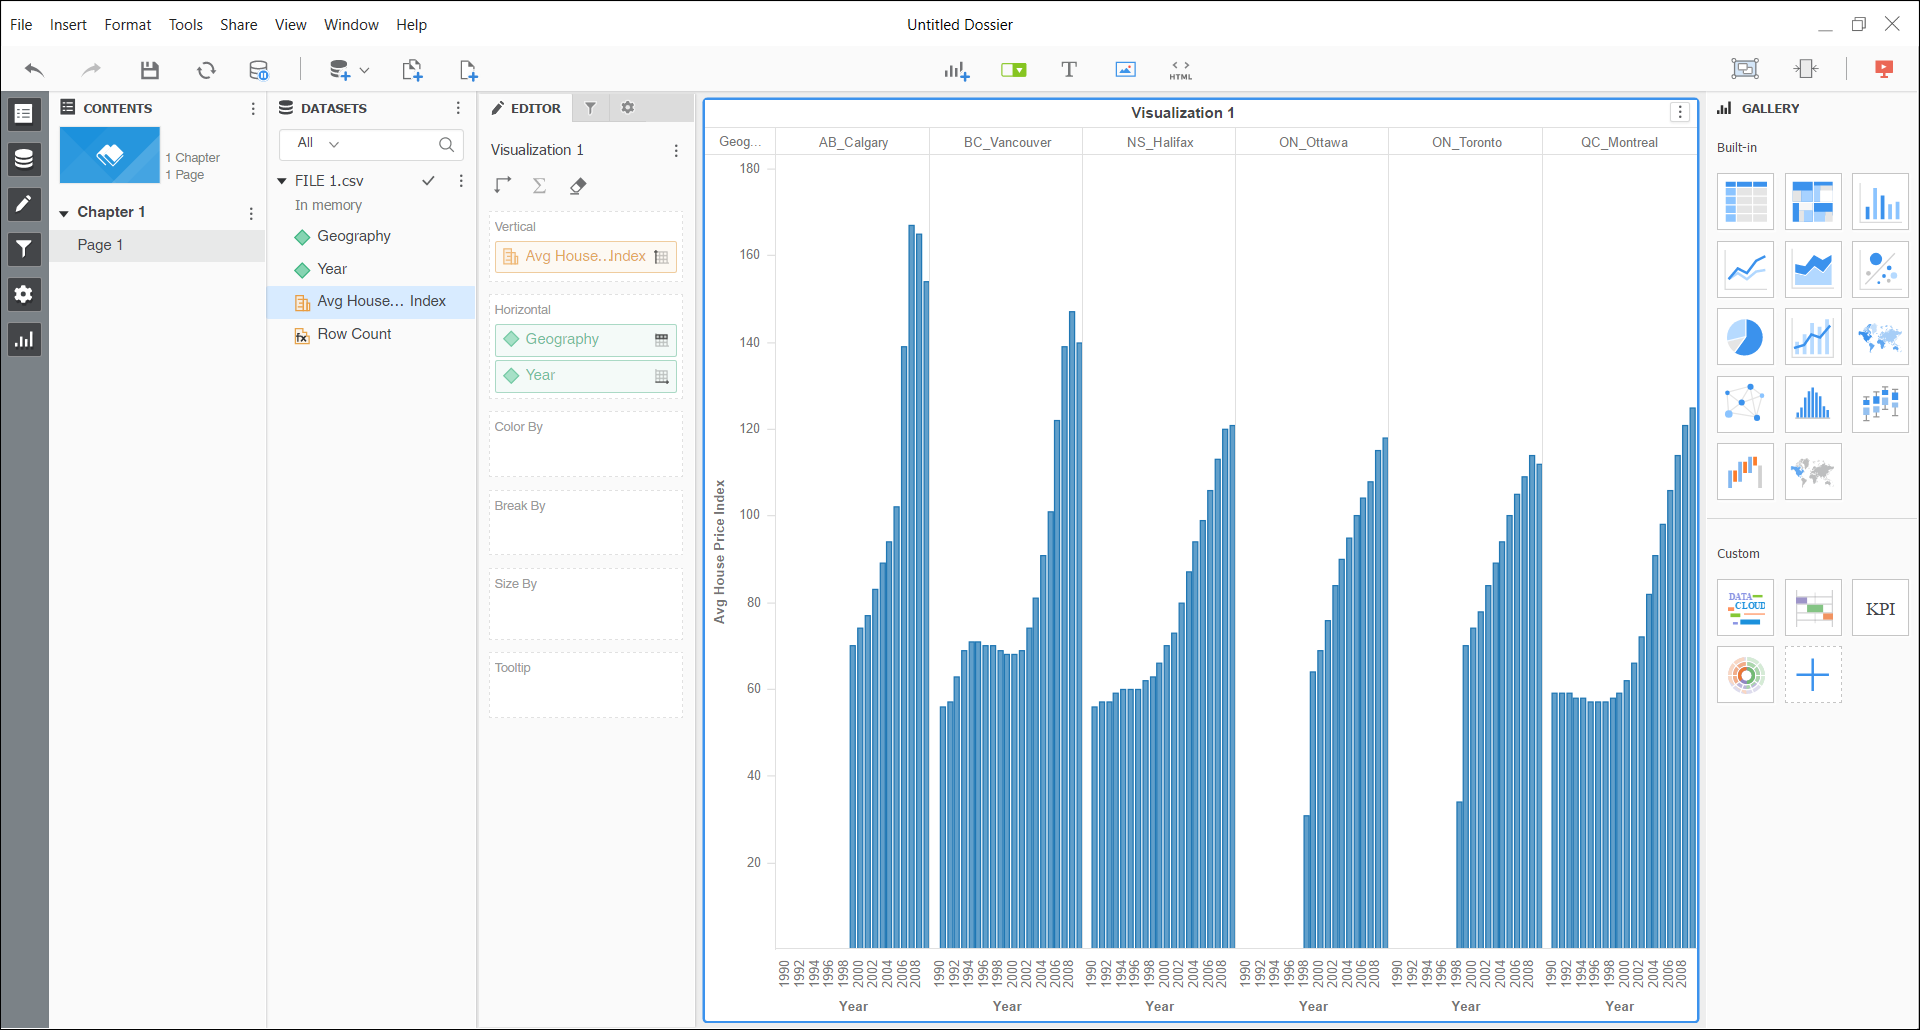 File Insert Format Tools Share View Window Help
Untitled Dossier
HTML
CONTENTS
1 Chapter
1 Page
Chapter 1
Page 1
DATASETS
All
FILE 1.csv
In memory
Geography
Year
Avg House... Index
Row Count
fx
EDITOR
Visualization 1
Vertical
Avg House...Index
Horizontal
Geography
Year
Color By
Break By
Size By
Tooltip
Visualization 1
Geog... AB_Calgary BC_Vancouver NS_Halifax ON_Ottawa ON_Toronto QC_Montreal
180
160
140
120
100
80
60
40
20
Avg House Price Index
1990 1992 1994 1996 1998 2000 2002 2004 2006 2008 1990 1992 1994 1996 1998 2000 2002 2004 2006 2008 1990 1992 1994 1996 1998 2000 2002 2004 2006 2008 1990 1992 1994 1996 1998 2000 2002 2004 2006 2008 1990 1992 1994 1996 1998 2000 2002 2004 2006 2008 1990 1992 1994 1996 1998 2000 2002 2004 2006 2008
Year Year Year Year Year Year
GALLERY
Built-in
Custom
DATA
CLOUD
KPI